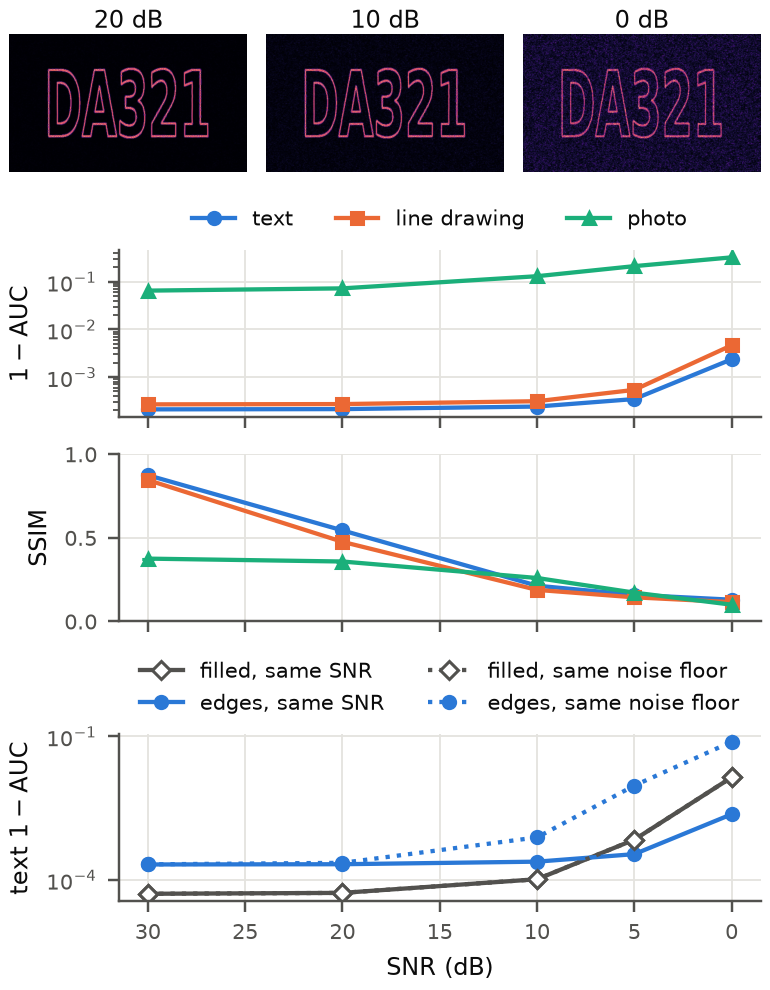 20 dB 10 dB 0 dB
DA321 DA321 DA321
text line drawing photo
1 − AUC
10⁻¹
10⁻²
10⁻³
SSIM
1.0
0.5
0.0
filled, same SNR filled, same noise floor
edges, same SNR edges, same noise floor
text 1 − AUC
10⁻¹
10⁻⁴
30 25 20 15 10 5 0
SNR (dB)